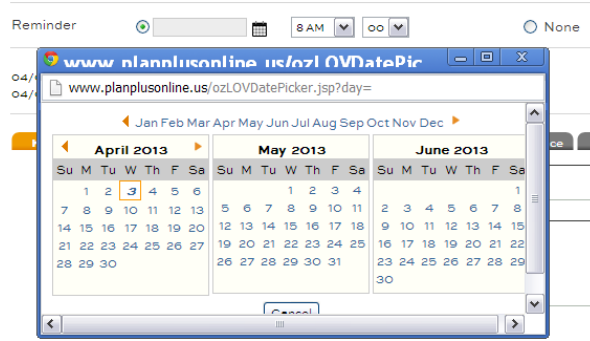 Reminder 8 AM 00 None
www.planplusonline.us/ozLOVDatePic
04/
04/
www.planplusonline.us/ozLOVDatePicker.jsp?day=
Jan Feb Mar Apr May Jun Jul Aug Sep Oct Nov Dec
ce
April 2013 May 2013 June 2013
Su M Tu W Th F Sa Su M Tu W Th F Sa Su M Tu W Th F Sa
1 2 3 4 5 6 1 2 3 4 1
7 8 9 10 11 12 13 5 6 7 8 9 10 11 2 3 4 5 6 7 8
14 15 16 17 18 19 20 12 13 14 15 16 17 18 9 10 11 12 13 14 15
21 22 23 24 25 26 27 19 20 21 22 23 24 25 16 17 18 19 20 21 22
28 29 30 26 27 28 29 30 31 23 24 25 26 27 28 29
30
Cancel